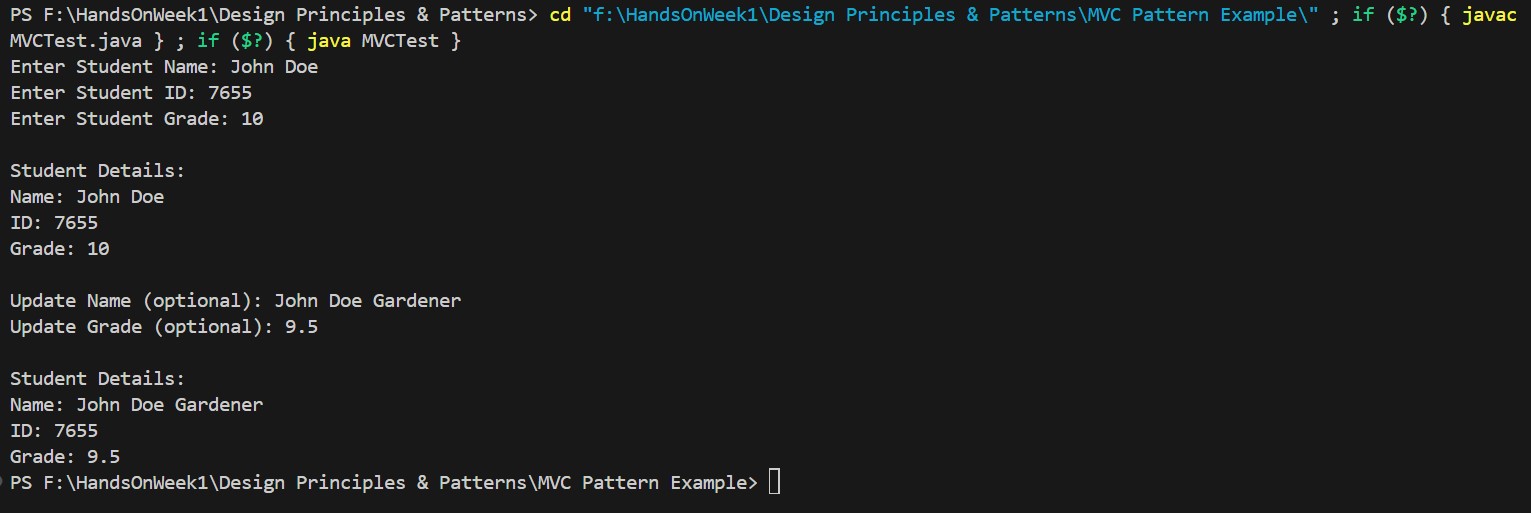 PS F:\HandsOnWeek1\Design Principles & Patterns> cd "f:\HandsOnWeek1\Design Principles & Patterns\MVC Pattern Example\" ; if ($?) { javac
MVCTest.java } ; if ($?) { java MVCTest }
Enter Student Name: John Doe
Enter Student ID: 7655
Enter Student Grade: 10

Student Details:
Name: John Doe
ID: 7655
Grade: 10

Update Name (optional): John Doe Gardener
Update Grade (optional): 9.5

Student Details:
Name: John Doe Gardener
ID: 7655
Grade: 9.5
PS F:\HandsOnWeek1\Design Principles & Patterns\MVC Pattern Example>